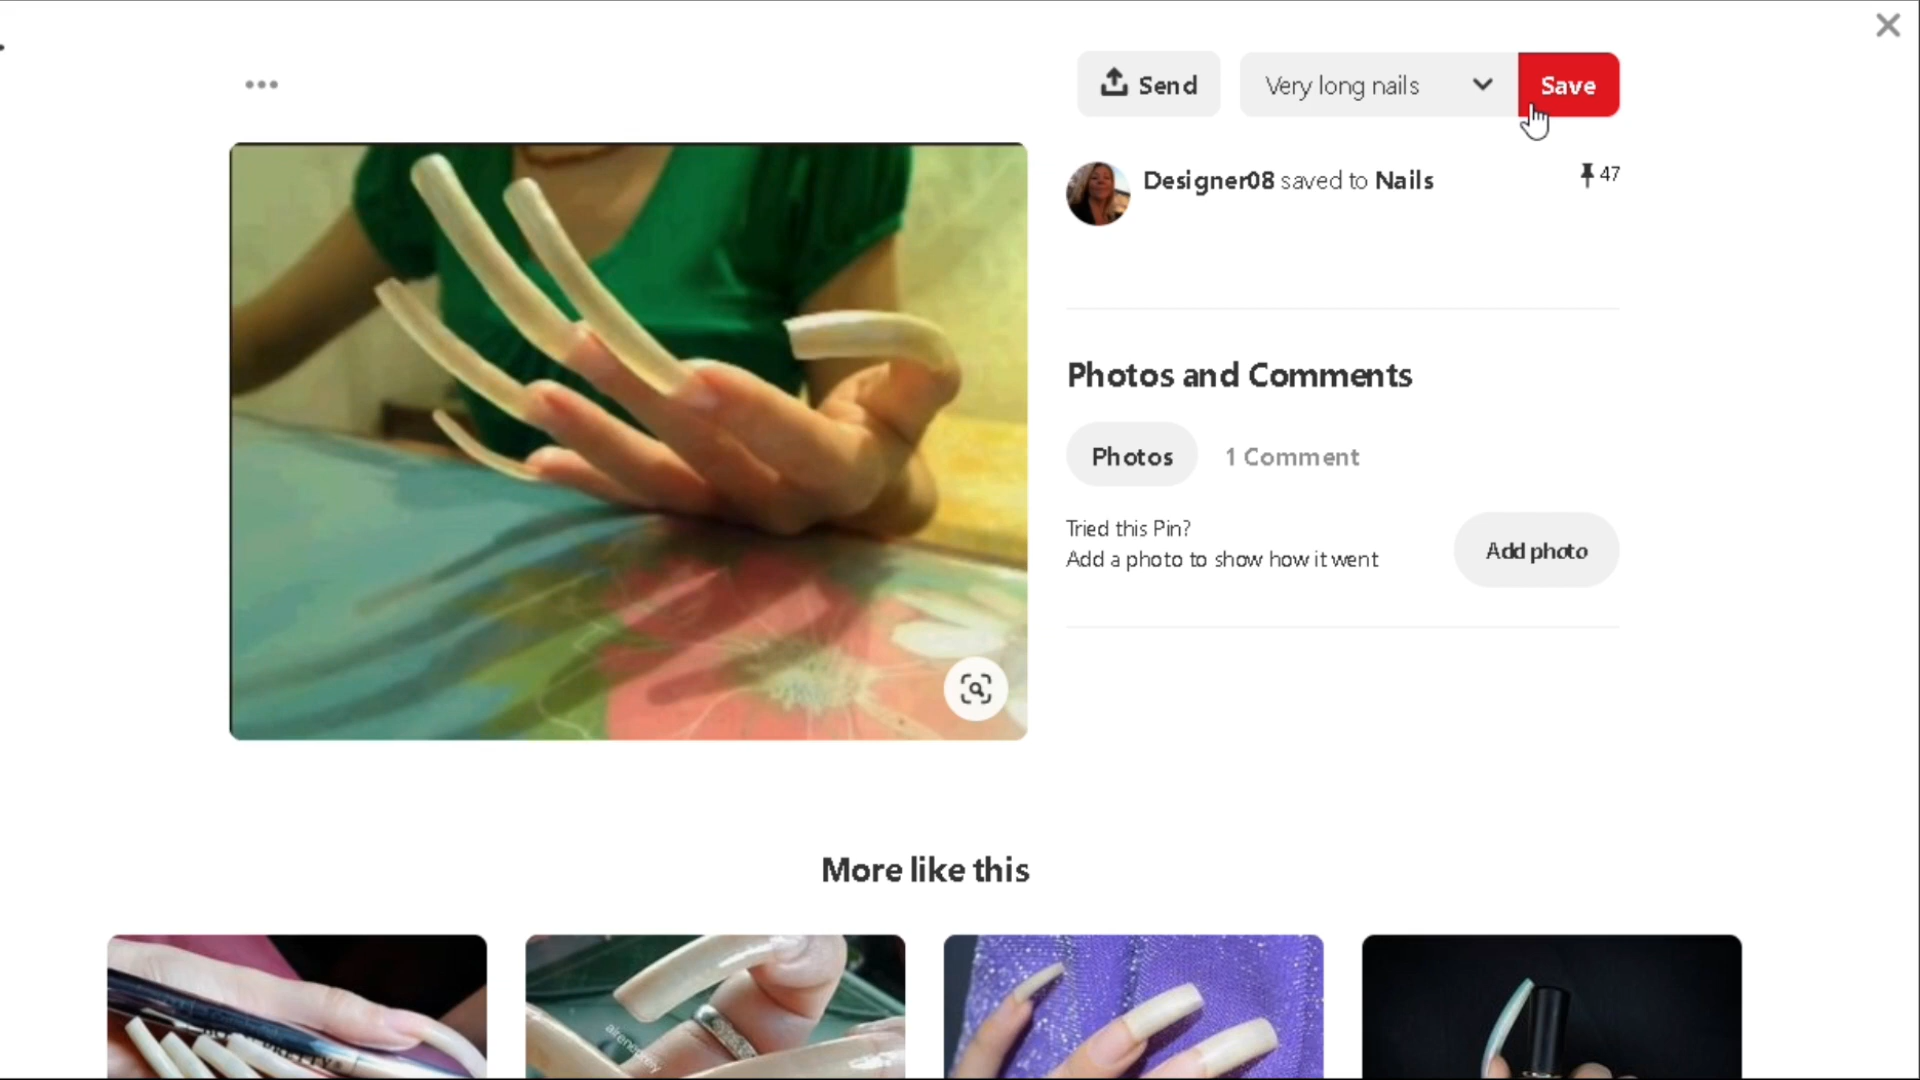 Send
Very long nails
Save
Designer08 saved to Nails
47
Photos and Comments
Photos
1 Comment
Tried this Pin?
Add a photo to show how it went
Add photo
More like this